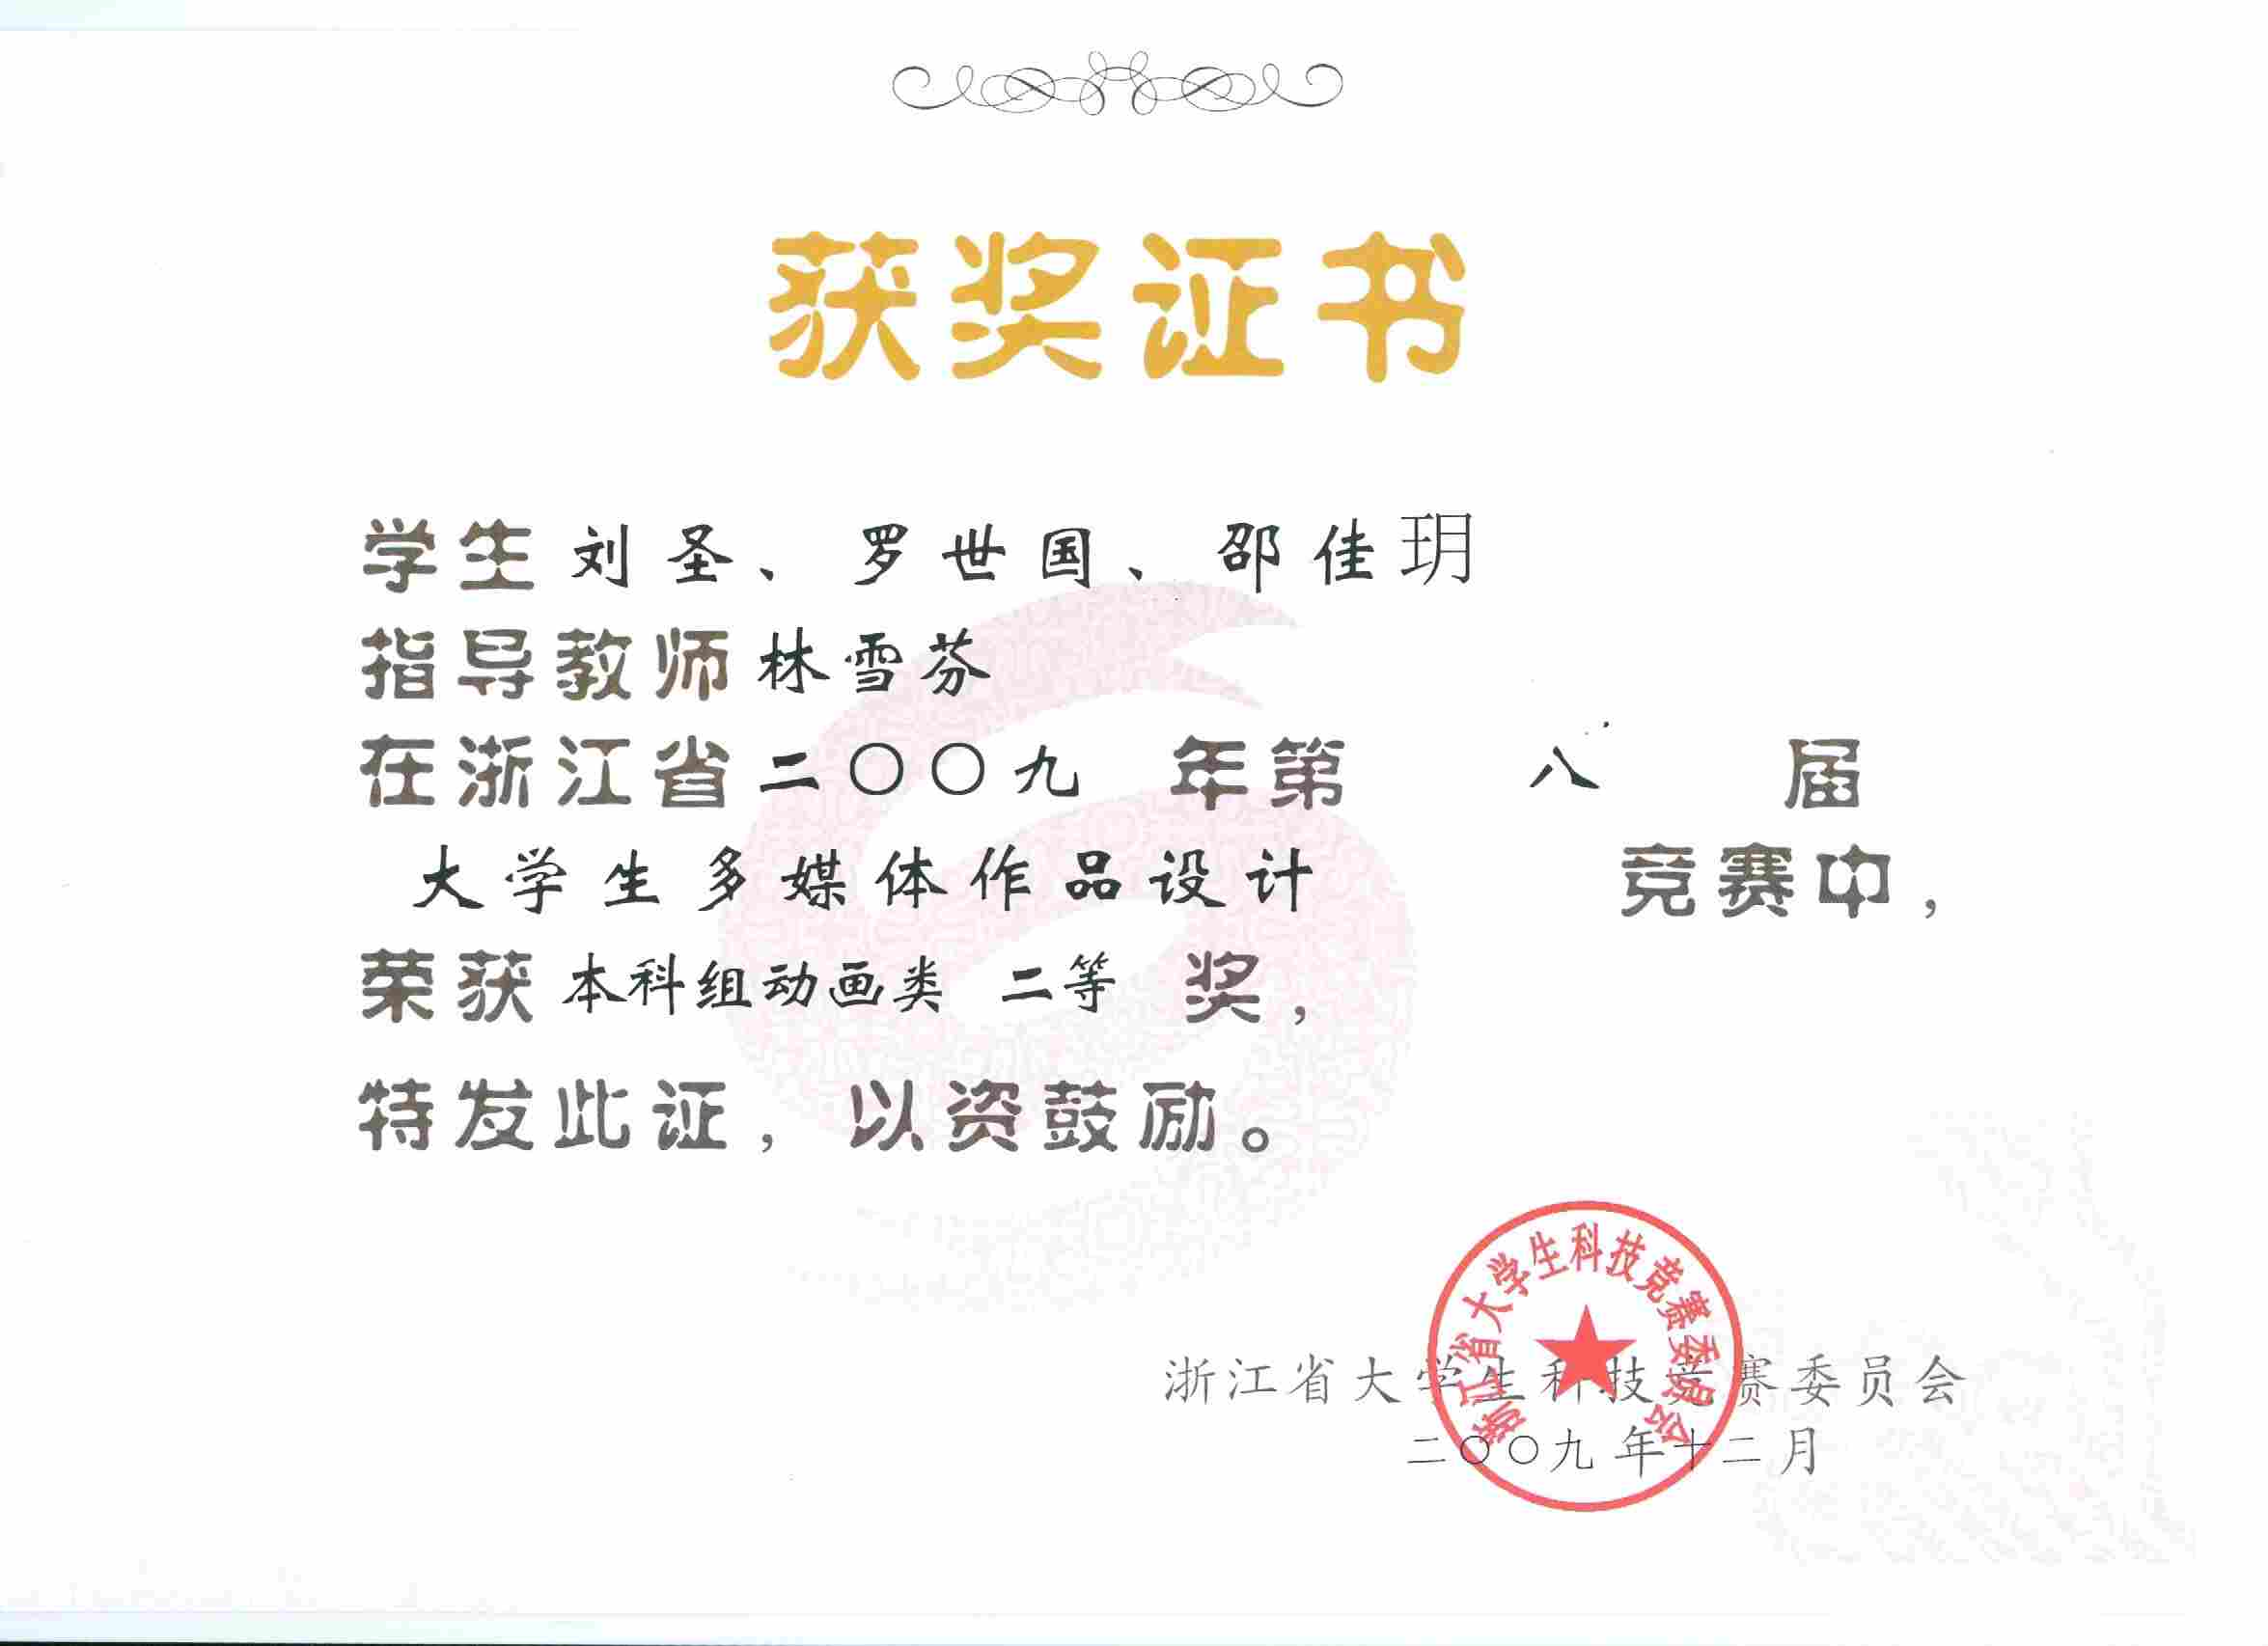 获奖证书
学生刘圣、罗世国、邵佳玥
指导教师林雪芬
在浙江省二〇〇九年第八届
大学生多媒体作品设计竞赛中，
荣获本科组动画类 二等奖，
特发此证，以资鼓励。
浙江省大学生科技竞赛委员会
浙江省大学生科技竞赛委员会
二〇〇九年十二月